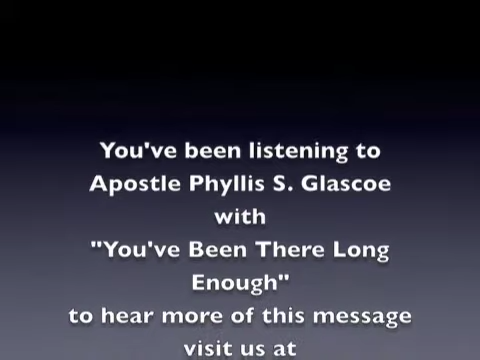 You've been listening to
Apostle Phyllis S. Glascoe
with
"You've Been There Long
Enough"
to hear more of this message
visit us at